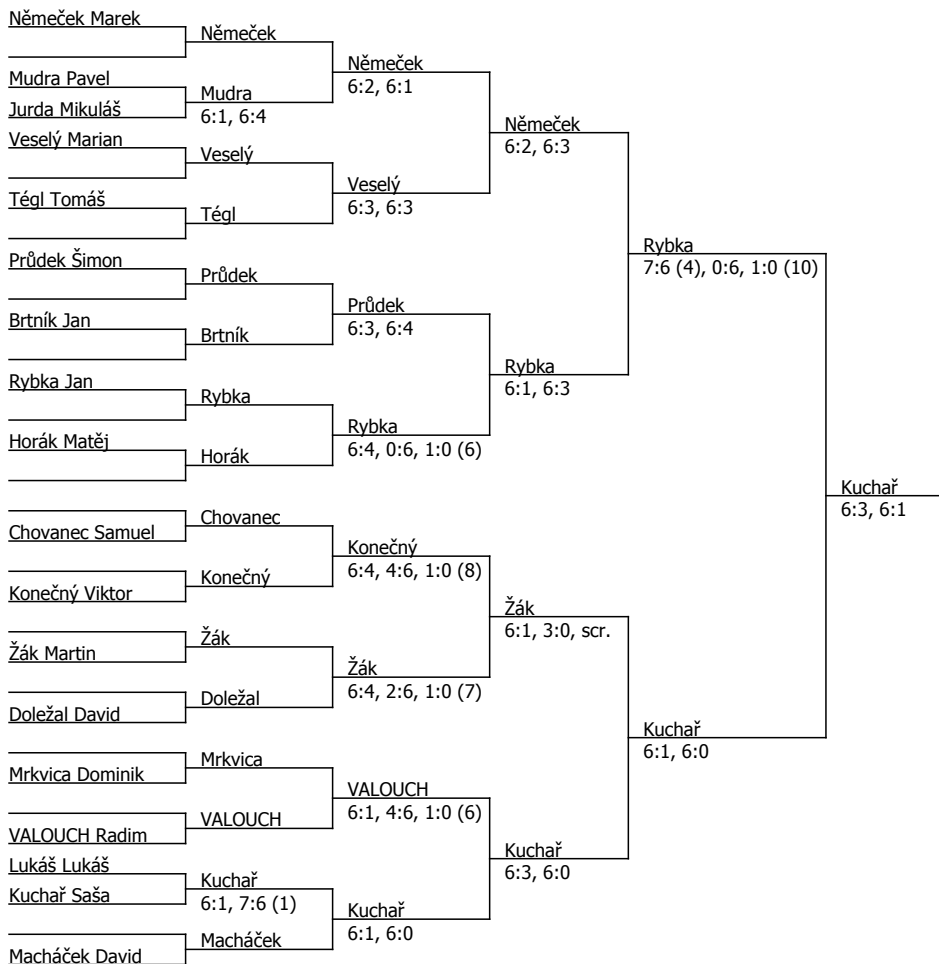 Němeček Marek
Mudra Pavel
Jurda Mikuláš
Veselý Marian
Tégl Tomáš
Průdek Šimon
Brtník Jan
Rybka Jan
Horák Matěj
Chovanec Samuel
Konečný Viktor
Žák Martin
Doležal David
Mrkvica Dominik
VALOUCH Radim
Lukáš Lukáš
Kuchař Saša
Macháček David
Němeček
Mudra
6:1, 6:4
Veselý
Tégl
Průdek
Brtník
Rybka
Horák
Chovanec
Konečný
Žák
Doležal
Mrkvica
VALOUCH
Kuchař
6:1, 7:6 (1)
Macháček
Němeček
6:2, 6:1
Veselý
6:3, 6:3
Průdek
6:3, 6:4
Rybka
6:4, 0:6, 1:0 (6)
Konečný
6:4, 4:6, 1:0 (8)
Žák
6:4, 2:6, 1:0 (7)
VALOUCH
6:1, 4:6, 1:0 (6)
Kuchař
6:1, 6:0
Němeček
6:2, 6:3
Rybka
6:1, 6:3
Žák
6:1, 3:0, scr.
Kuchař
6:3, 6:0
Rybka
7:6 (4), 0:6, 1:0 (10)
Kuchař
6:1, 6:0
Kuchař
6:3, 6:1